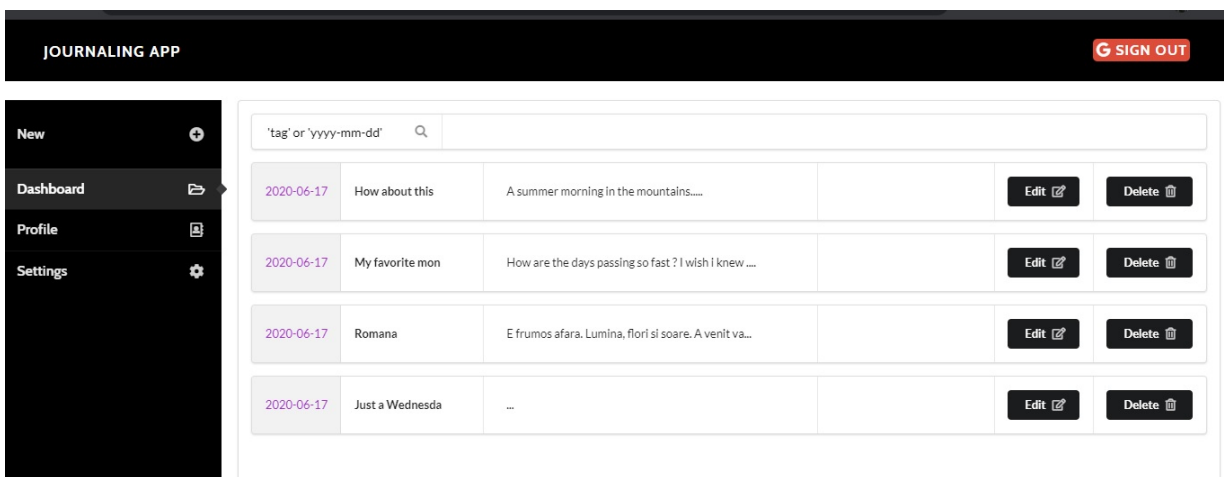 JOURNALING APP
SIGN OUT
New
Dashboard
Profile
Settings
'tag' or 'yyyy-mm-dd'
2020-06-17 How about this A summer morning in the mountains..... Edit Delete
2020-06-17 My favorite mon How are the days passing so fast ? I wish i knew .... Edit Delete
2020-06-17 Romana E frumos afara. Lumina, flori si soare. A venit va... Edit Delete
2020-06-17 Just a Wednesda ... Edit Delete